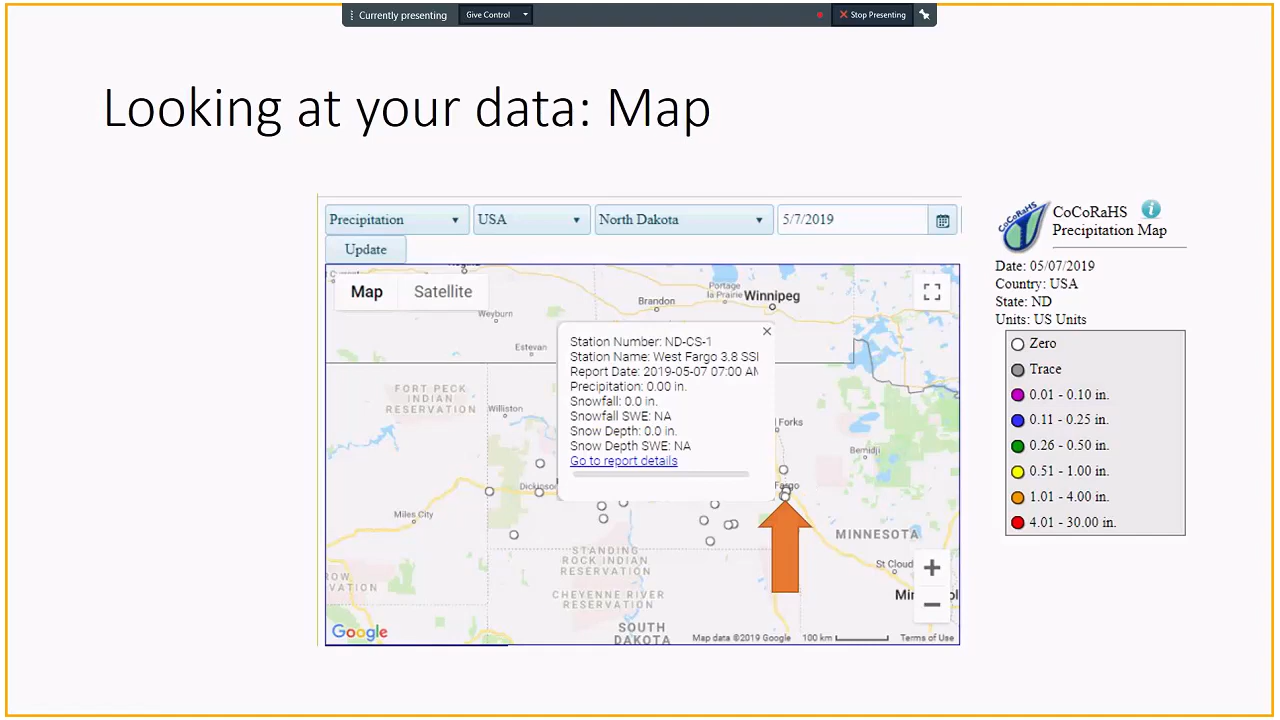 Currently presenting
Give Control
Stop Presenting
Looking at your data: Map
Precipitation
USA
North Dakota
5/7/2019
Update
Map
Satellite
Portage
la Prairie
Winnipeg
Brandon
Weyburn
Estevan
FORT PECK
INDIAN
RESERVATION
Williston
Station Number: ND-CS-1
Station Name: West Fargo 3.8 SSI
Report Date: 2019-05-07 07:00 AM
Precipitation: 0.00 in.
Snowfall: 0.0 in.
Snowfall SWE: NA
Snow Depth: 0.0 in.
Snow Depth SWE: NA
Go to report details
Forks
Bemidji
Dickinson
Fargo
Miles City
MINNESOTA
STANDING
ROCK INDIAN
RESERVATION
St Cloud
ROW
VATION
CHEYENNE RIVER
RESERVATION
SOUTH
DAKOTA
Google
Map data ©2019 Google
100 km
Terms of Use
CoCoRaHS
CoCoRaHS
Precipitation Map
Date: 05/07/2019
Country: USA
State: ND
Units: US Units
Zero
Trace
0.01 - 0.10 in.
0.11 - 0.25 in.
0.26 - 0.50 in.
0.51 - 1.00 in.
1.01 - 4.00 in.
4.01 - 30.00 in.